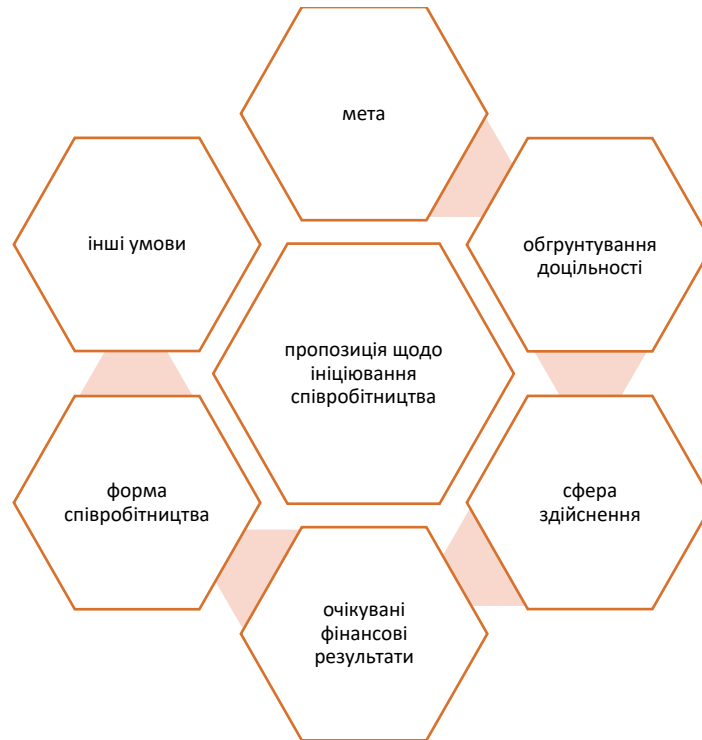 мета
обгрунтування
доцільності
сфера
здійснення
очікувані
фінансові
результати
форма
співробітництва
інші умови
пропозиція щодо
ініціювання
співробітництва